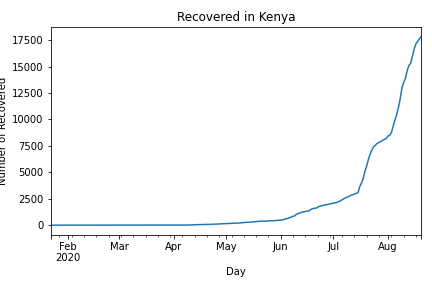 Recovered in Kenya
Number of Recovered
17500
15000
12500
10000
7500
5000
2500
0
Feb
2020
Mar
Apr
May
Jun
Jul
Aug
Day